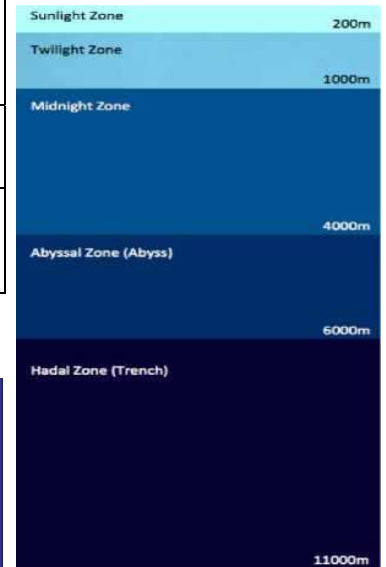 Sunlight Zone
200m
Twilight Zone
1000m
Midnight Zone
4000m
Abyssal Zone (Abyss)
6000m
Hadal Zone (Trench)
11000m